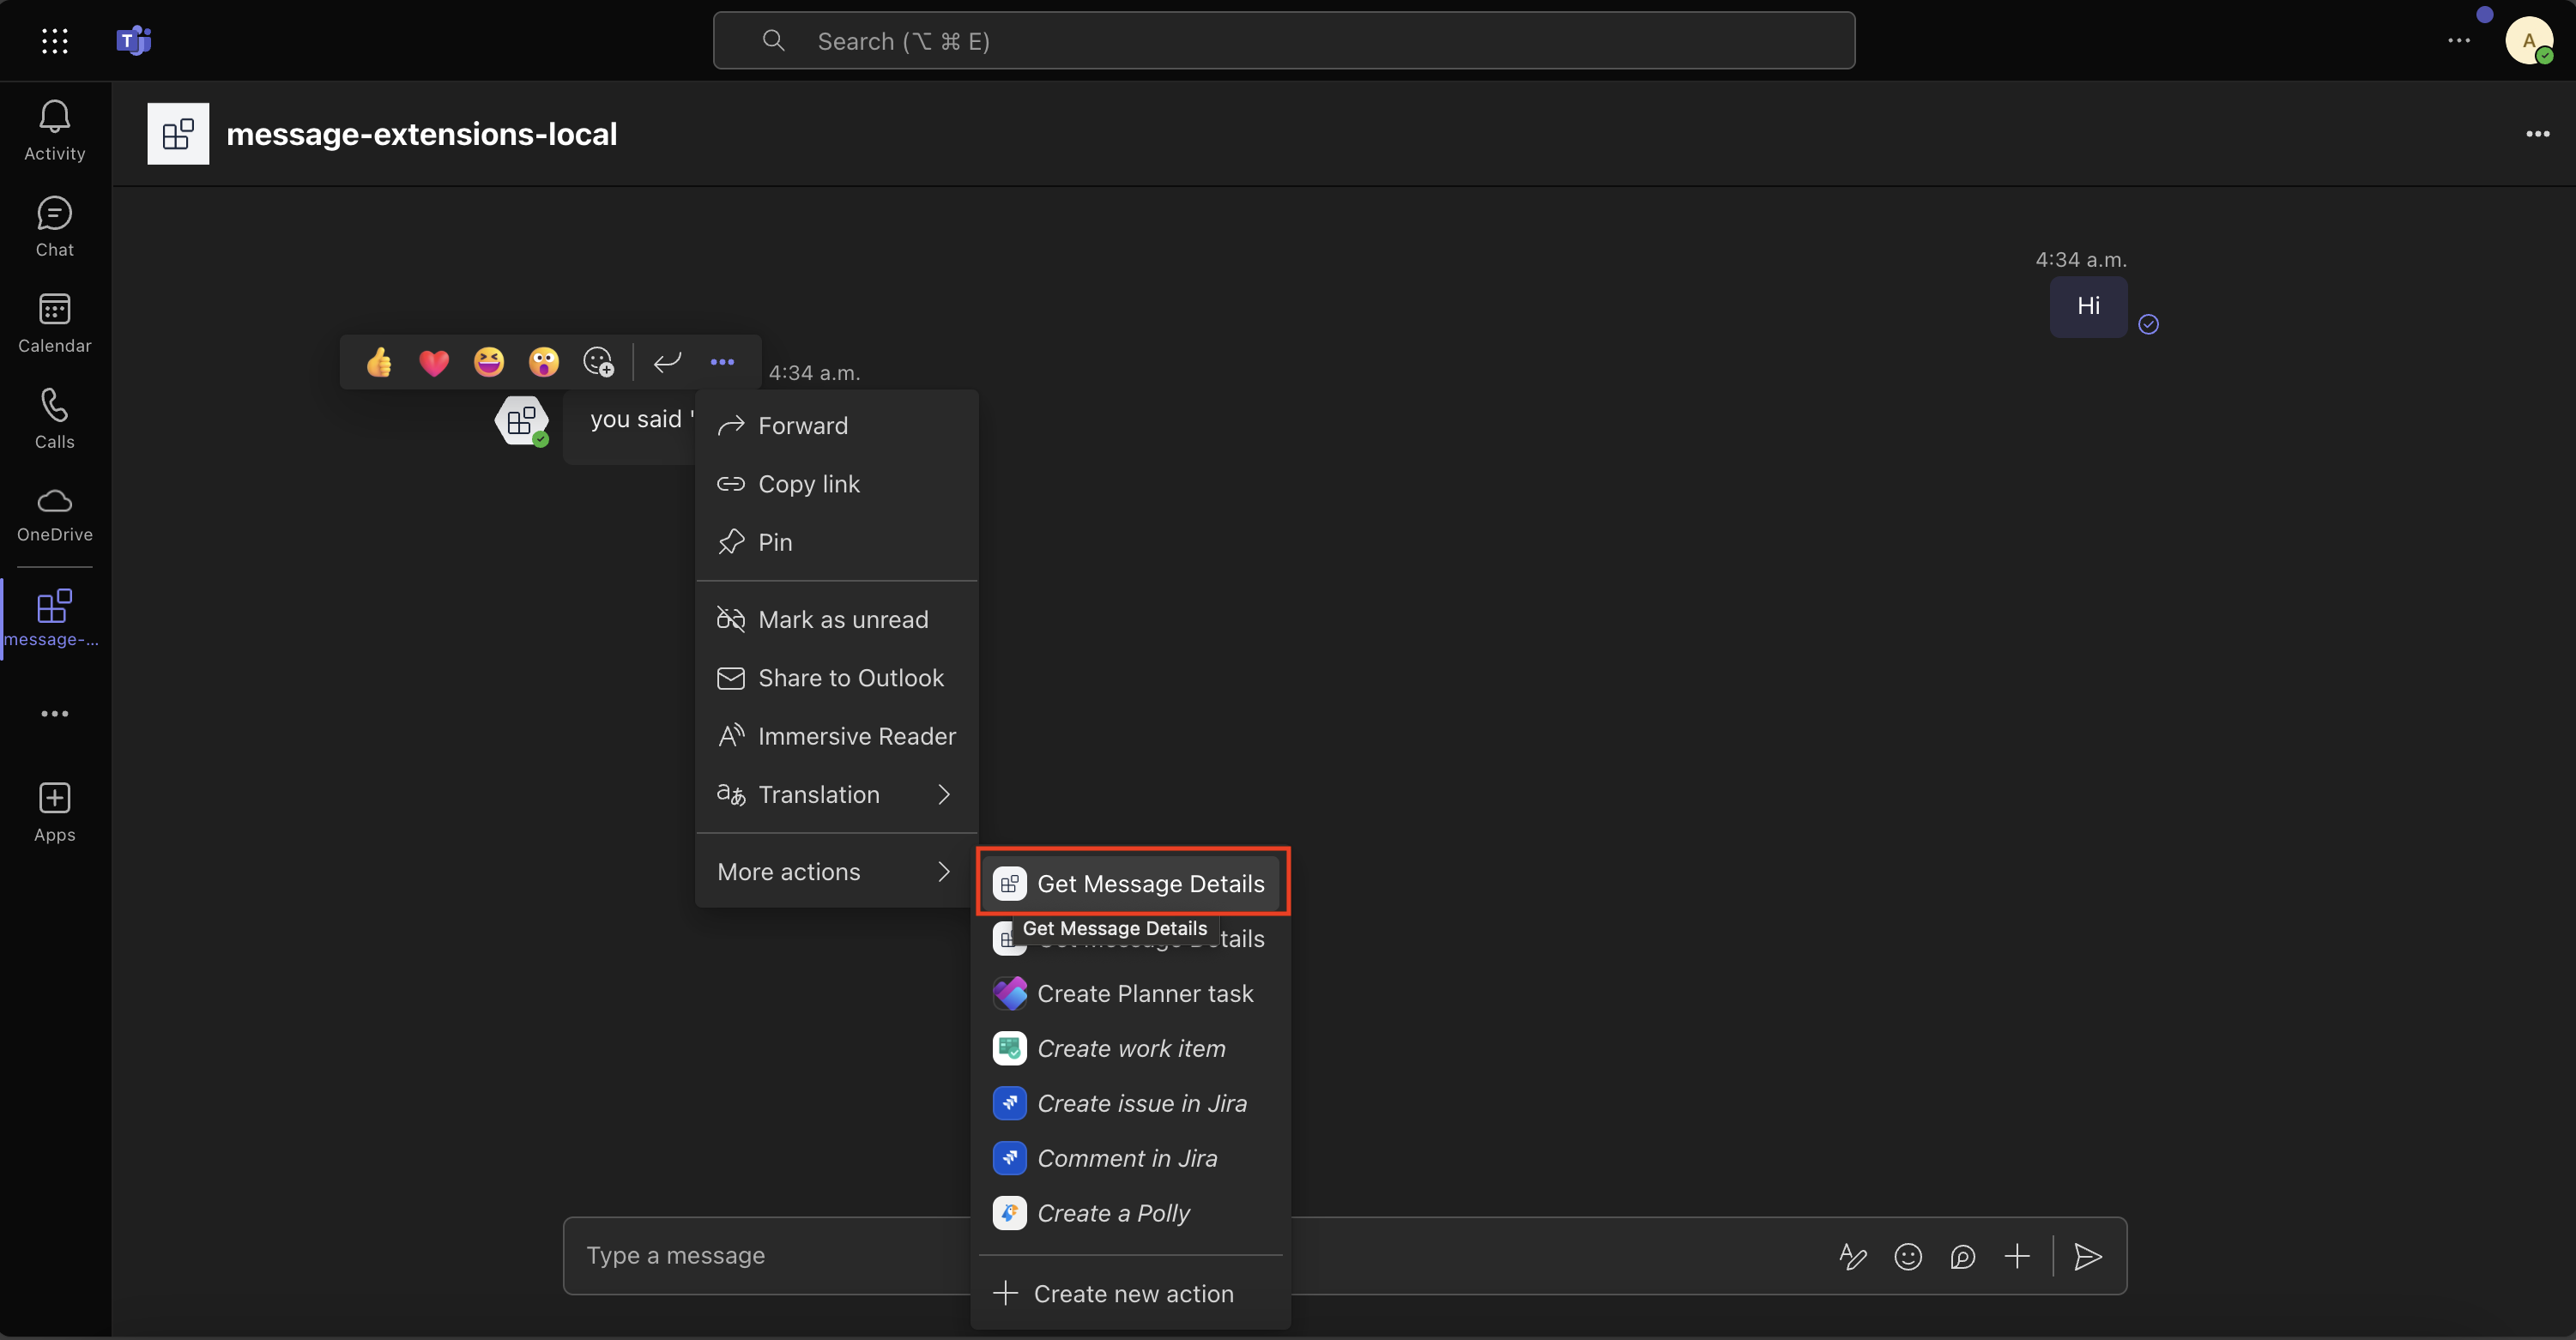 Search (⌥ ⌘ E)
A
Activity
Chat
Calendar
Calls
OneDrive
message-...
Apps
message-extensions-local
4:34 a.m.
Hi
4:34 a.m.
you said '
Forward
Copy link
Pin
Mark as unread
Share to Outlook
Immersive Reader
Translation
More actions
Get Message Details
Get Message Details
Get Message Details
Create Planner task
Create work item
Create issue in Jira
Comment in Jira
Create a Polly
Create new action
Type a message